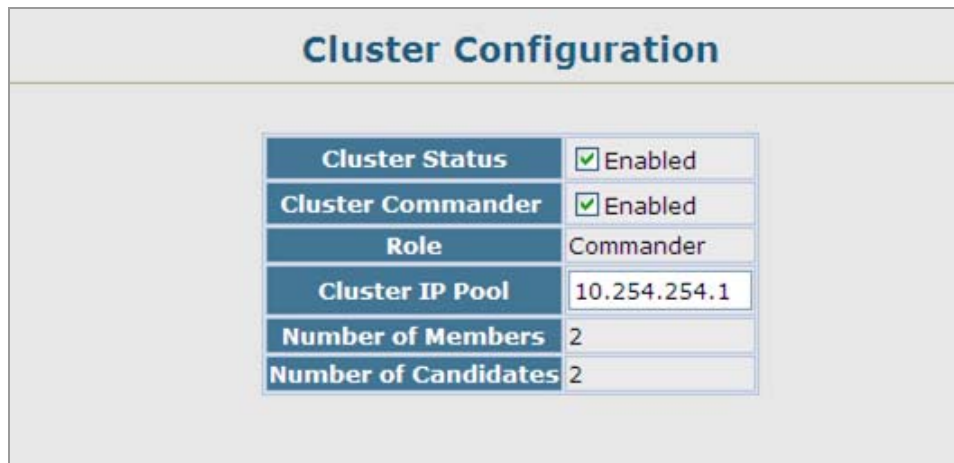 Cluster Configuration
Cluster Status Enabled
Cluster Commander Enabled
Role Commander
Cluster IP Pool 10.254.254.1
Number of Members 2
Number of Candidates 2